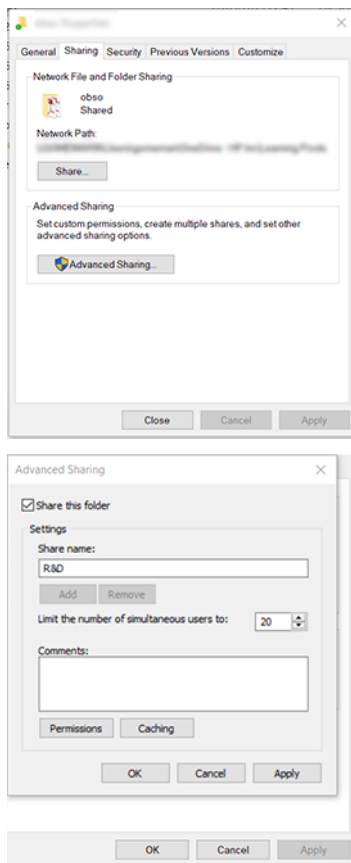 Properties
General Sharing Security Previous Versions Customize
Network File and Folder Sharing
obso
Shared
Network Path:
Share...
Advanced Sharing
Set custom permissions, create multiple shares, and set other
advanced sharing options.
Advanced Sharing...
Close Cancel Apply
Advanced Sharing
Share this folder
Settings
Share name:
R&D
Add Remove
Limit the number of simultaneous users to: 20
Comments:
Permissions Caching
OK Cancel Apply
OK Cancel Apply